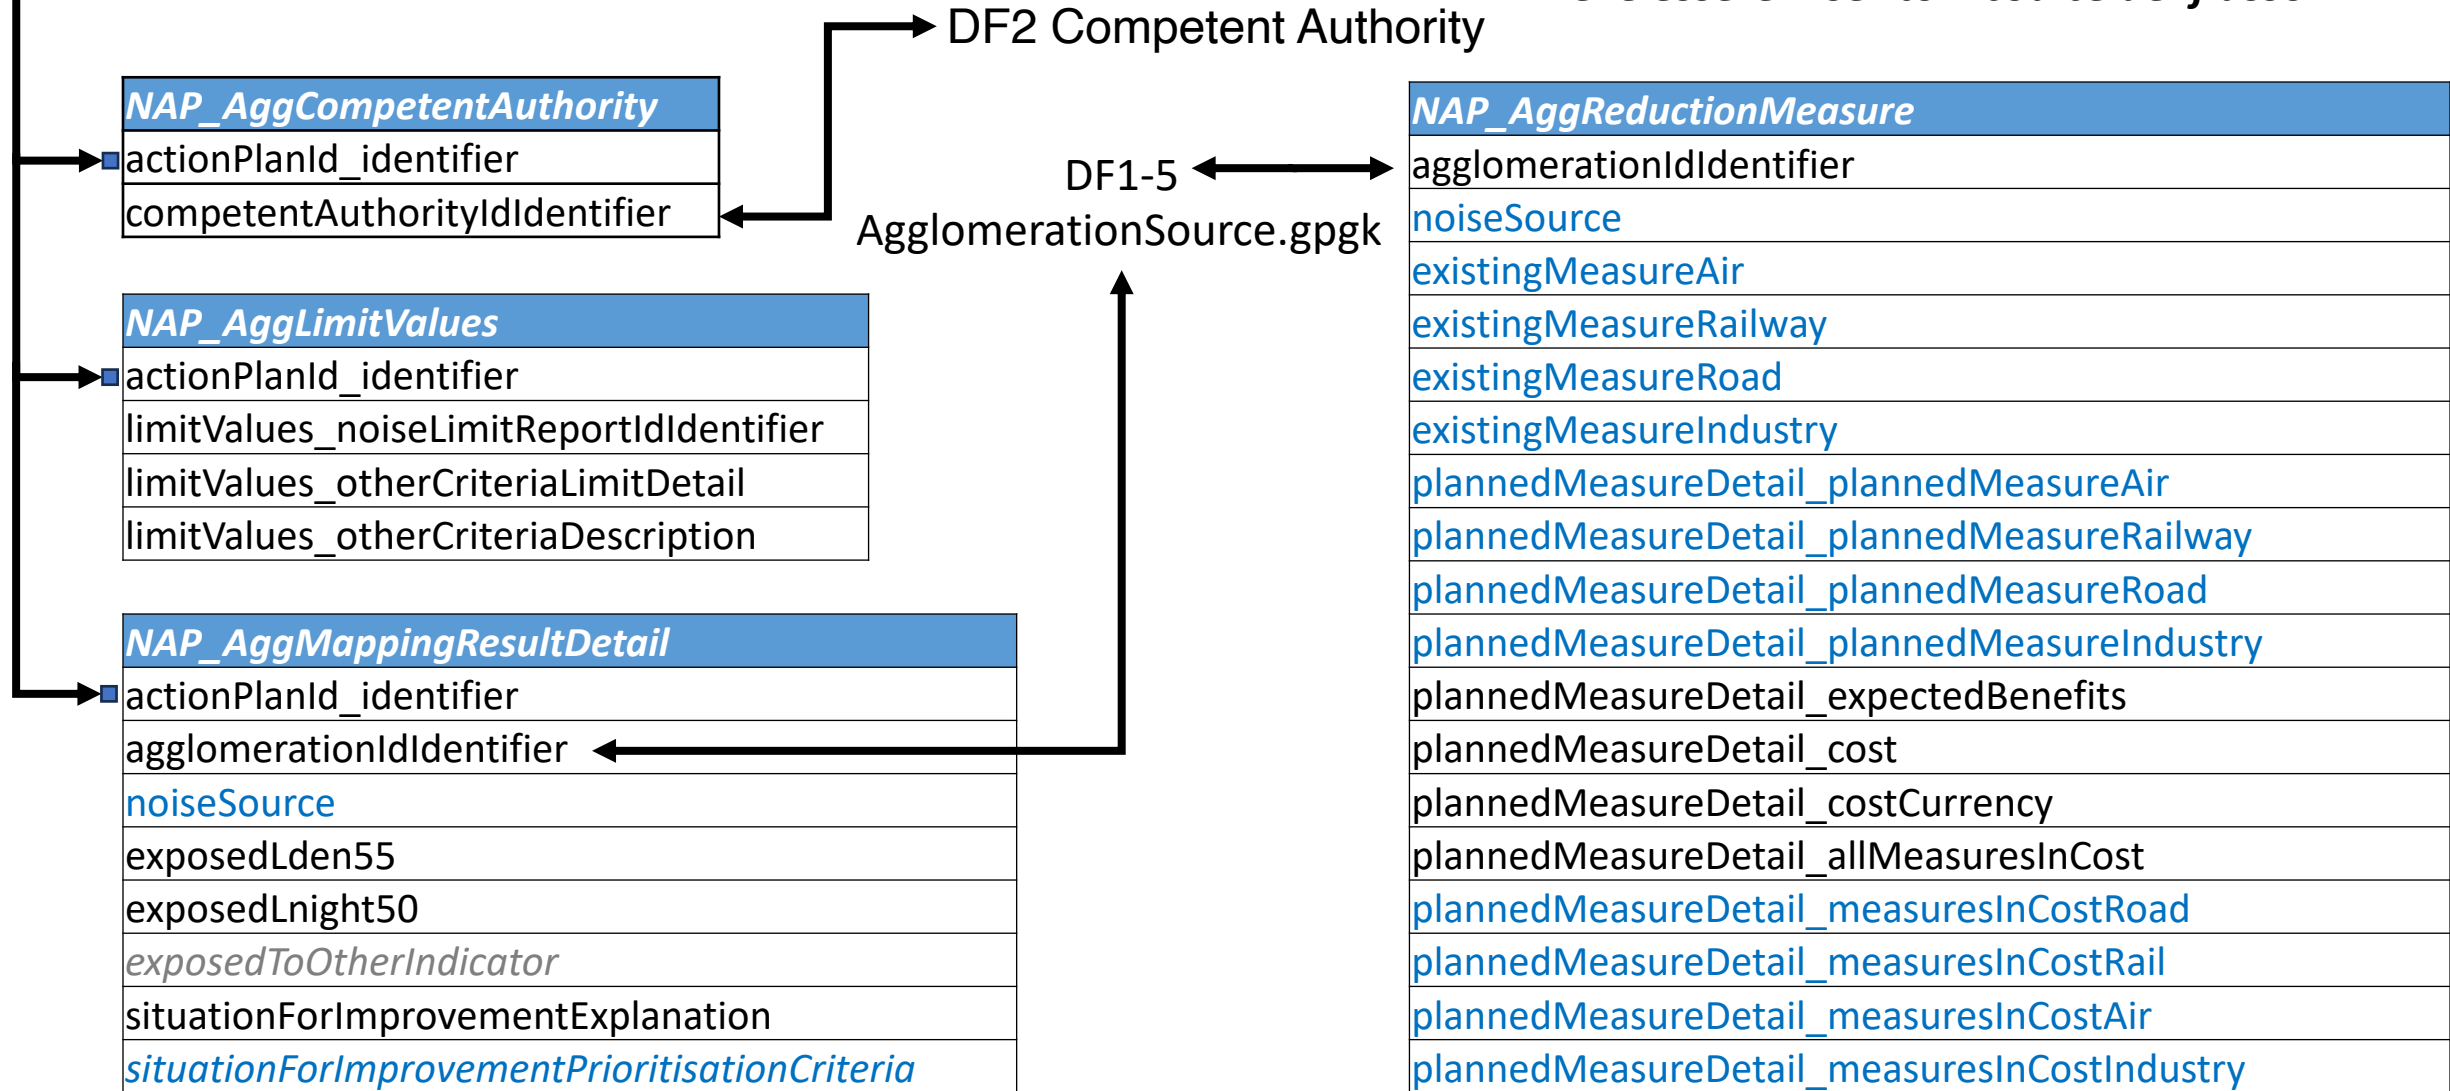 DF2 Competent Authority
NAP_AggCompetentAuthority
actionPlanId_identifier
competentAuthorityIdIdentifier
NAP_AggLimitValues
actionPlanId_identifier
limitValues_noiseLimitReportIdIdentifier
limitValues_otherCriteriaLimitDetail
limitValues_otherCriteriaDescription
NAP_AggMappingResultDetail
actionPlanId_identifier
agglomerationIdIdentifier
noiseSource
exposedLden55
exposedLnight50
exposedToOtherIndicator
situationForImprovementExplanation
situationForImprovementPrioritisationCriteria
DF1-5
AgglomerationSource.gpgk
NAP_AggReductionMeasure
agglomerationIdIdentifier
noiseSource
existingMeasureAir
existingMeasureRailway
existingMeasureRoad
existingMeasureIndustry
plannedMeasureDetail_plannedMeasureAir
plannedMeasureDetail_plannedMeasureRailway
plannedMeasureDetail_plannedMeasureRoad
plannedMeasureDetail_plannedMeasureIndustry
plannedMeasureDetail_expectedBenefits
plannedMeasureDetail_cost
plannedMeasureDetail_costCurrency
plannedMeasureDetail_allMeasuresInCost
plannedMeasureDetail_measuresInCostRoad
plannedMeasureDetail_measuresInCostRail
plannedMeasureDetail_measuresInCostAir
plannedMeasureDetail_measuresInCostIndustry